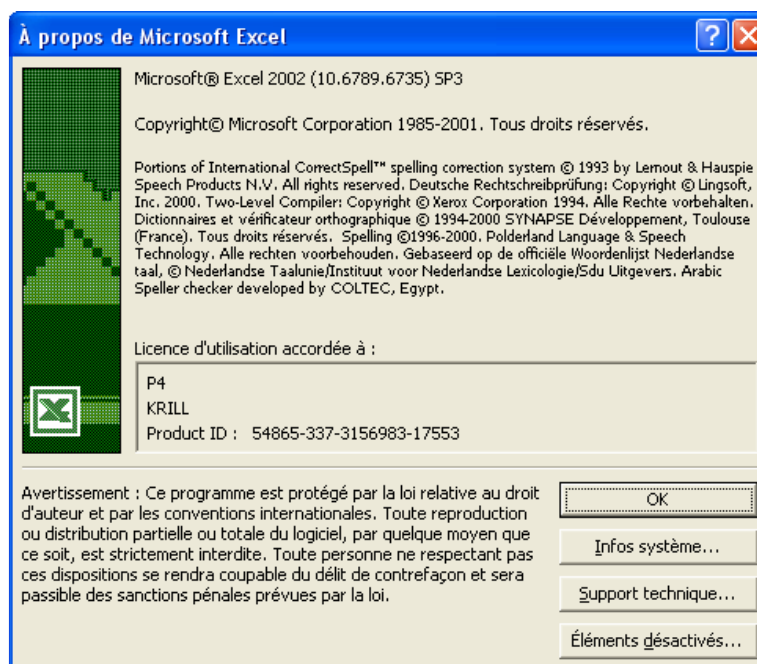 À propos de Microsoft Excel
Microsoft® Excel 2002 (10.6789.6735) SP3
Copyright© Microsoft Corporation 1985-2001. Tous droits réservés.
Portions of International CorrectSpell™ spelling correction system © 1993 by Lernout & Hauspie
Speech Products N.V. All rights reserved. Deutsche Rechtschreibprüfung: Copyright © Lingsoft,
Inc. 2000. Two-Level Compiler: Copyright © Xerox Corporation 1994. Alle Rechte vorbehalten.
Dictionnaires et vérificateur orthographique © 1994-2000 SYNAPSE Développement, Toulouse
(France). Tous droits réservés. Spelling ©1996-2000. Polderland Language & Speech
Technology. Alle rechten voorbehouden. Gebaseerd op de officiële Woordenlijst Nederlandse
taal, © Nederlandse Taalunie/Instituut voor Nederlandse Lexicologie/Sdu Uitgevers. Arabic
Speller checker developed by COLTEC, Egypt.
Licence d'utilisation accordée à :
P4
KRILL
Product ID : 54865-337-3156983-17553
Avertissement : Ce programme est protégé par la loi relative au droit
d'auteur et par les conventions internationales. Toute reproduction
ou distribution partielle ou totale du logiciel, par quelque moyen que
ce soit, est strictement interdite. Toute personne ne respectant pas
ces dispositions se rendra coupable du délit de contrefaçon et sera
passible des sanctions pénales prévues par la loi.
OK
Infos système...
Support technique...
Éléments désactivés...